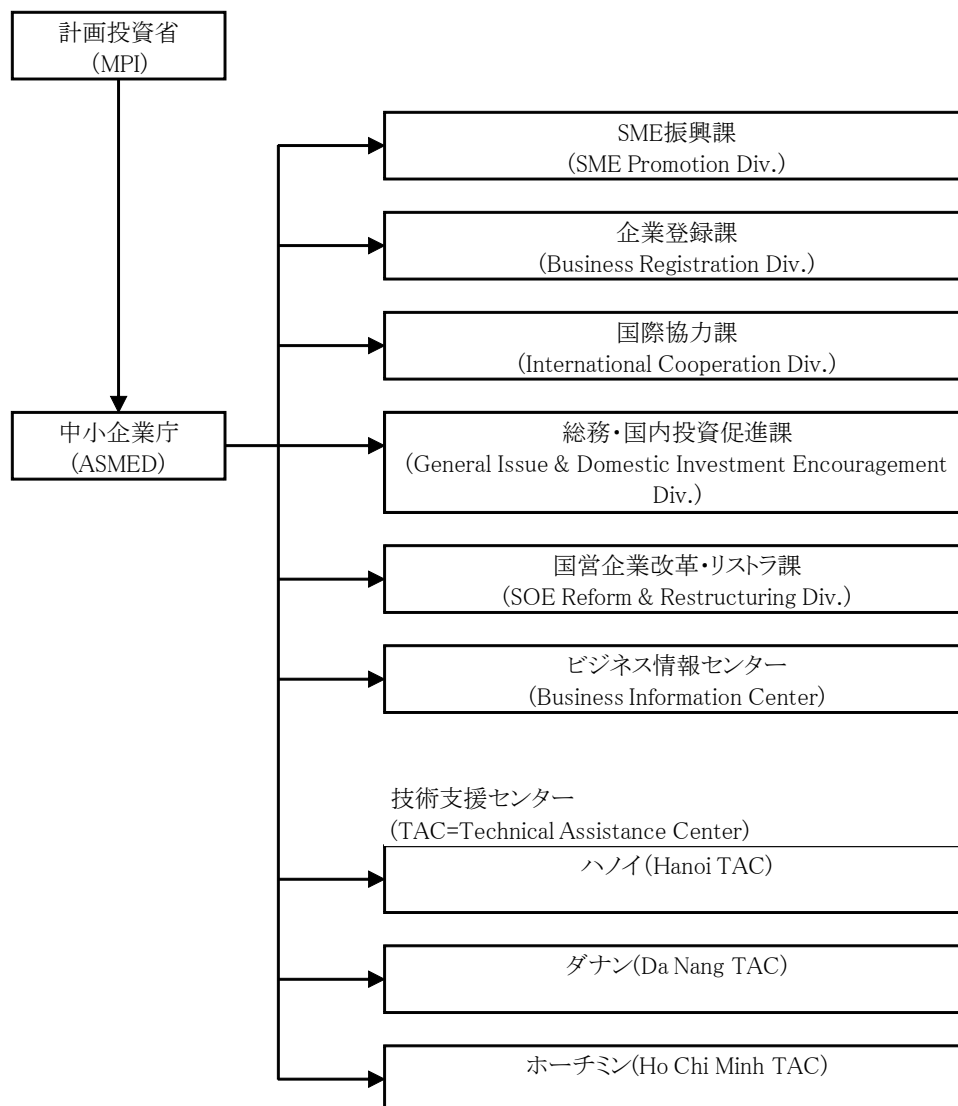 計画投資省
(MPI)
SME振興課
(SME Promotion Div.)
企業登録課
(Business Registration Div.)
国際協力課
(International Cooperation Div.)
中小企業庁
(ASMED)
総務・国内投資促進課
(General Issue & Domestic Investment Encouragement
Div.)
国営企業改革・リストラ課
(SOE Reform & Restructuring Div.)
ビジネス情報センター
(Business Information Center)
技術支援センター
(TAC=Technical Assistance Center)
ハノイ(Hanoi TAC)
ダナン(Da Nang TAC)
ホーチミン(Ho Chi Minh TAC)